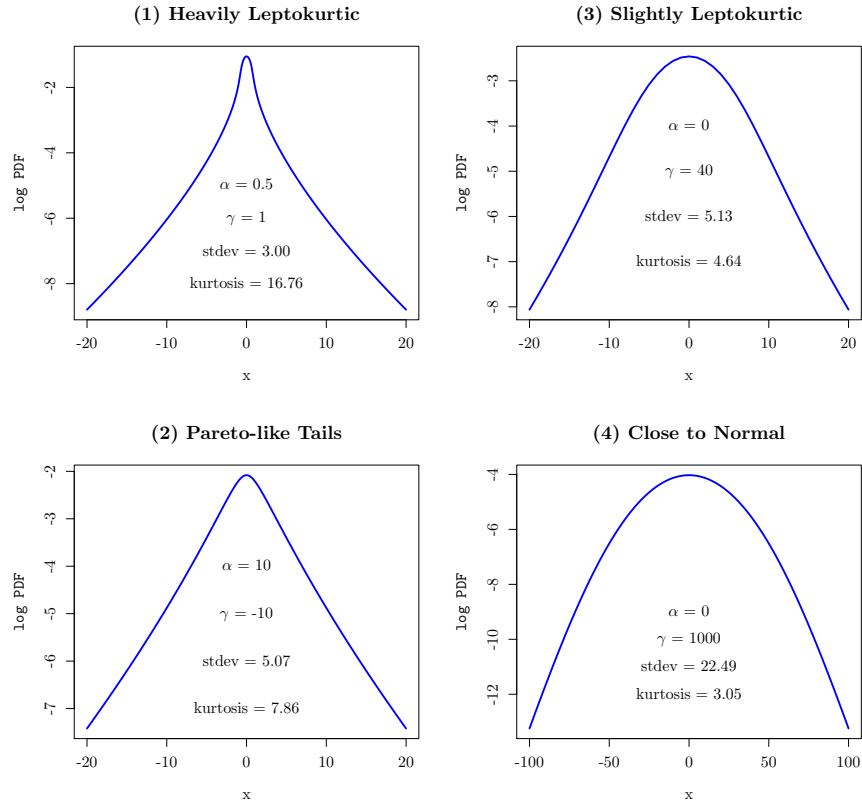 (1) Heavily Leptokurtic
log PDF
-2
-4
-6
-8
α = 0.5
γ = 1
stdev = 3.00
kurtosis = 16.76
-20 -10 0 10 20
x
(3) Slightly Leptokurtic
log PDF
-3
-4
-5
-6
-7
-8
α = 0
γ = 40
stdev = 5.13
kurtosis = 4.64
-20 -10 0 10 20
x
(2) Pareto-like Tails
log PDF
-2
-3
-4
-5
-6
-7
α = 10
γ = -10
stdev = 5.07
kurtosis = 7.86
-20 -10 0 10 20
x
(4) Close to Normal
log PDF
-4
-6
-8
-10
-12
α = 0
γ = 1000
stdev = 22.49
kurtosis = 3.05
-100 -50 0 50 100
x